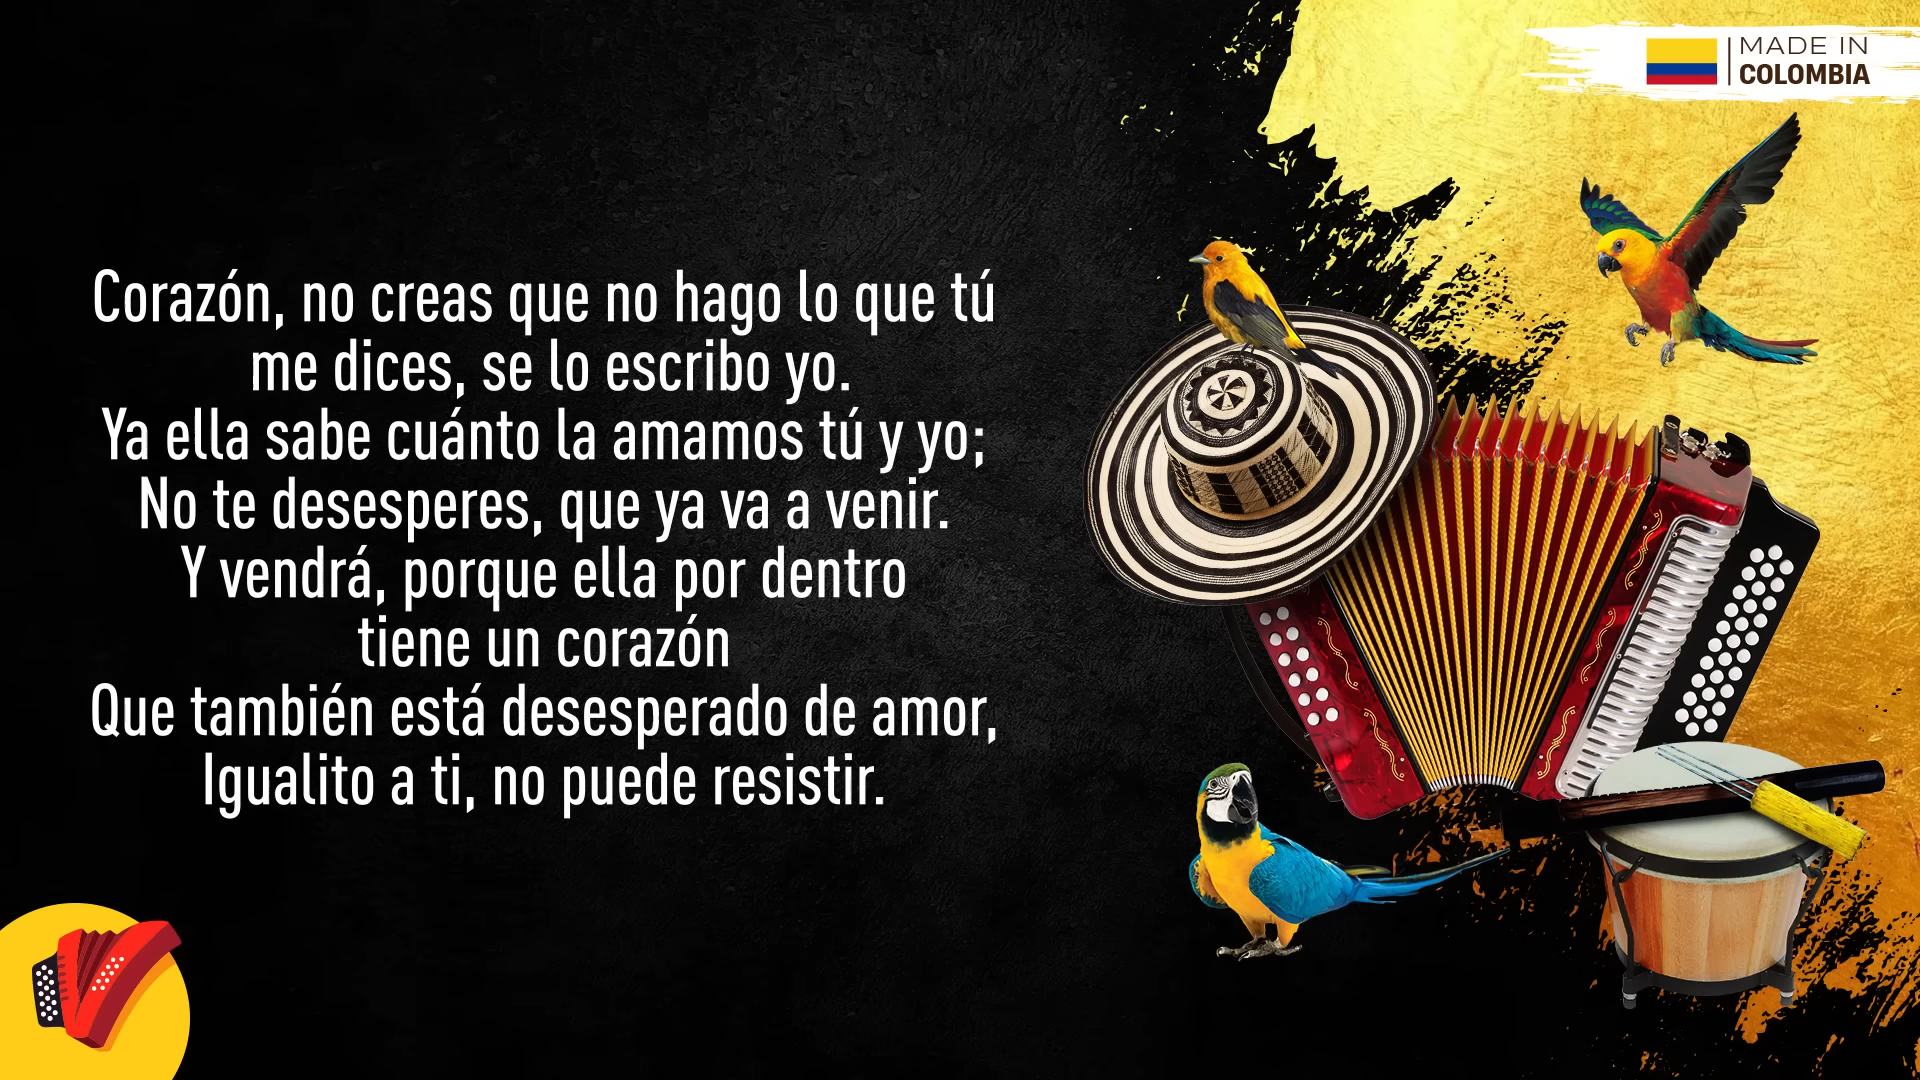 MADE IN
COLOMBIA
Corazón, no creas que no hago lo que tú
me dices, se lo escribo yo.
Ya ella sabe cuánto la amamos tú y yo;
No te desesperes, que ya va a venir.
Y vendrá, porque ella por dentro
tiene un corazón
Que también está desesperado de amor,
Igualito a ti, no puede resistir.